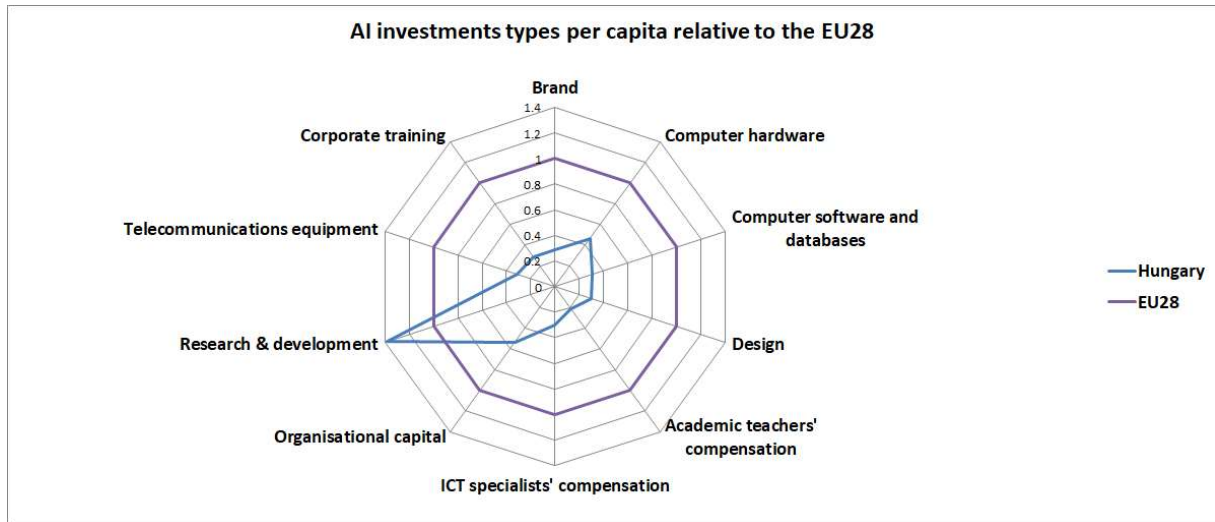 AI investments types per capita relative to the EU28
Brand
1.4
1.2
1
0.8
0.6
0.4
0.2
0
Computer hardware
Computer software and
databases
Design
Academic teachers'
compensation
ICT specialists' compensation
Organisational capital
Research & development
Telecommunications equipment
Corporate training
Hungary
EU28